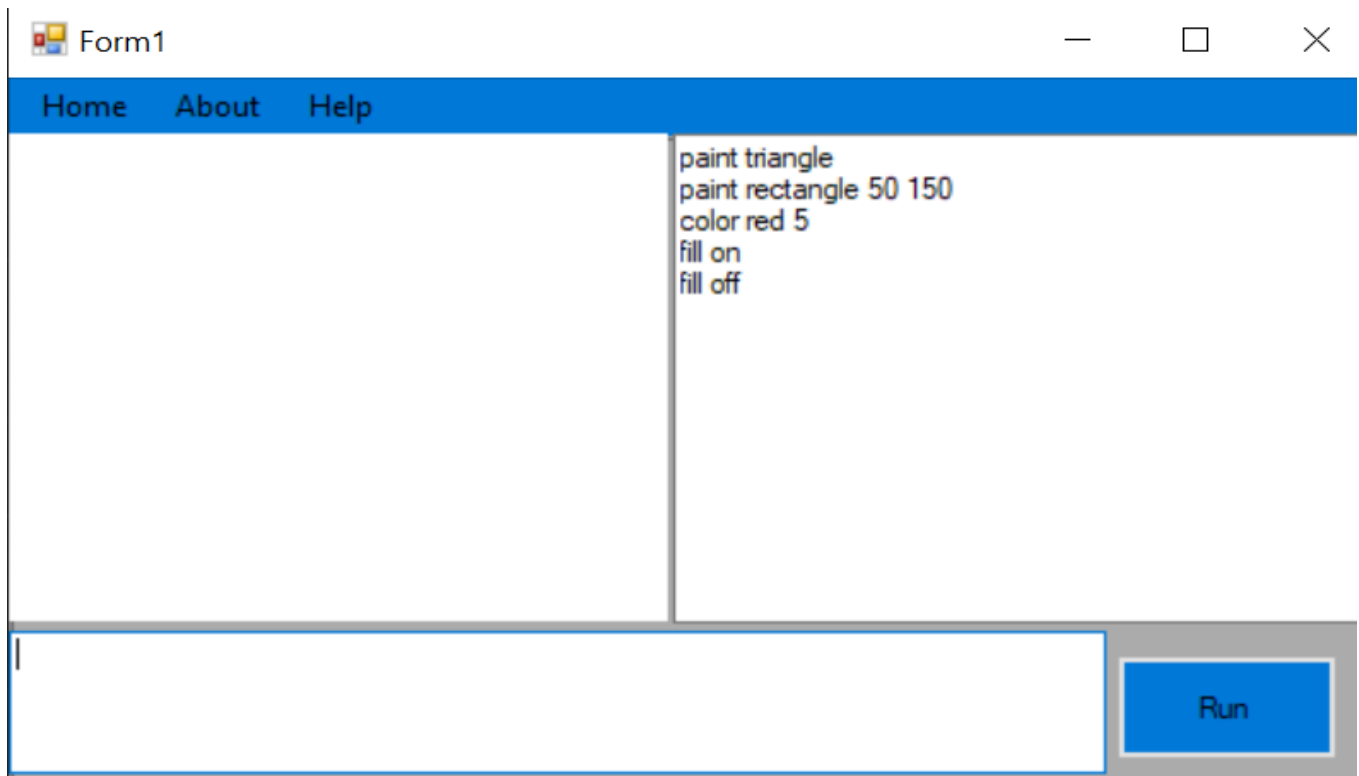 Form1
Home About Help
paint triangle
paint rectangle 50 150
color red 5
fill on
fill off
Run